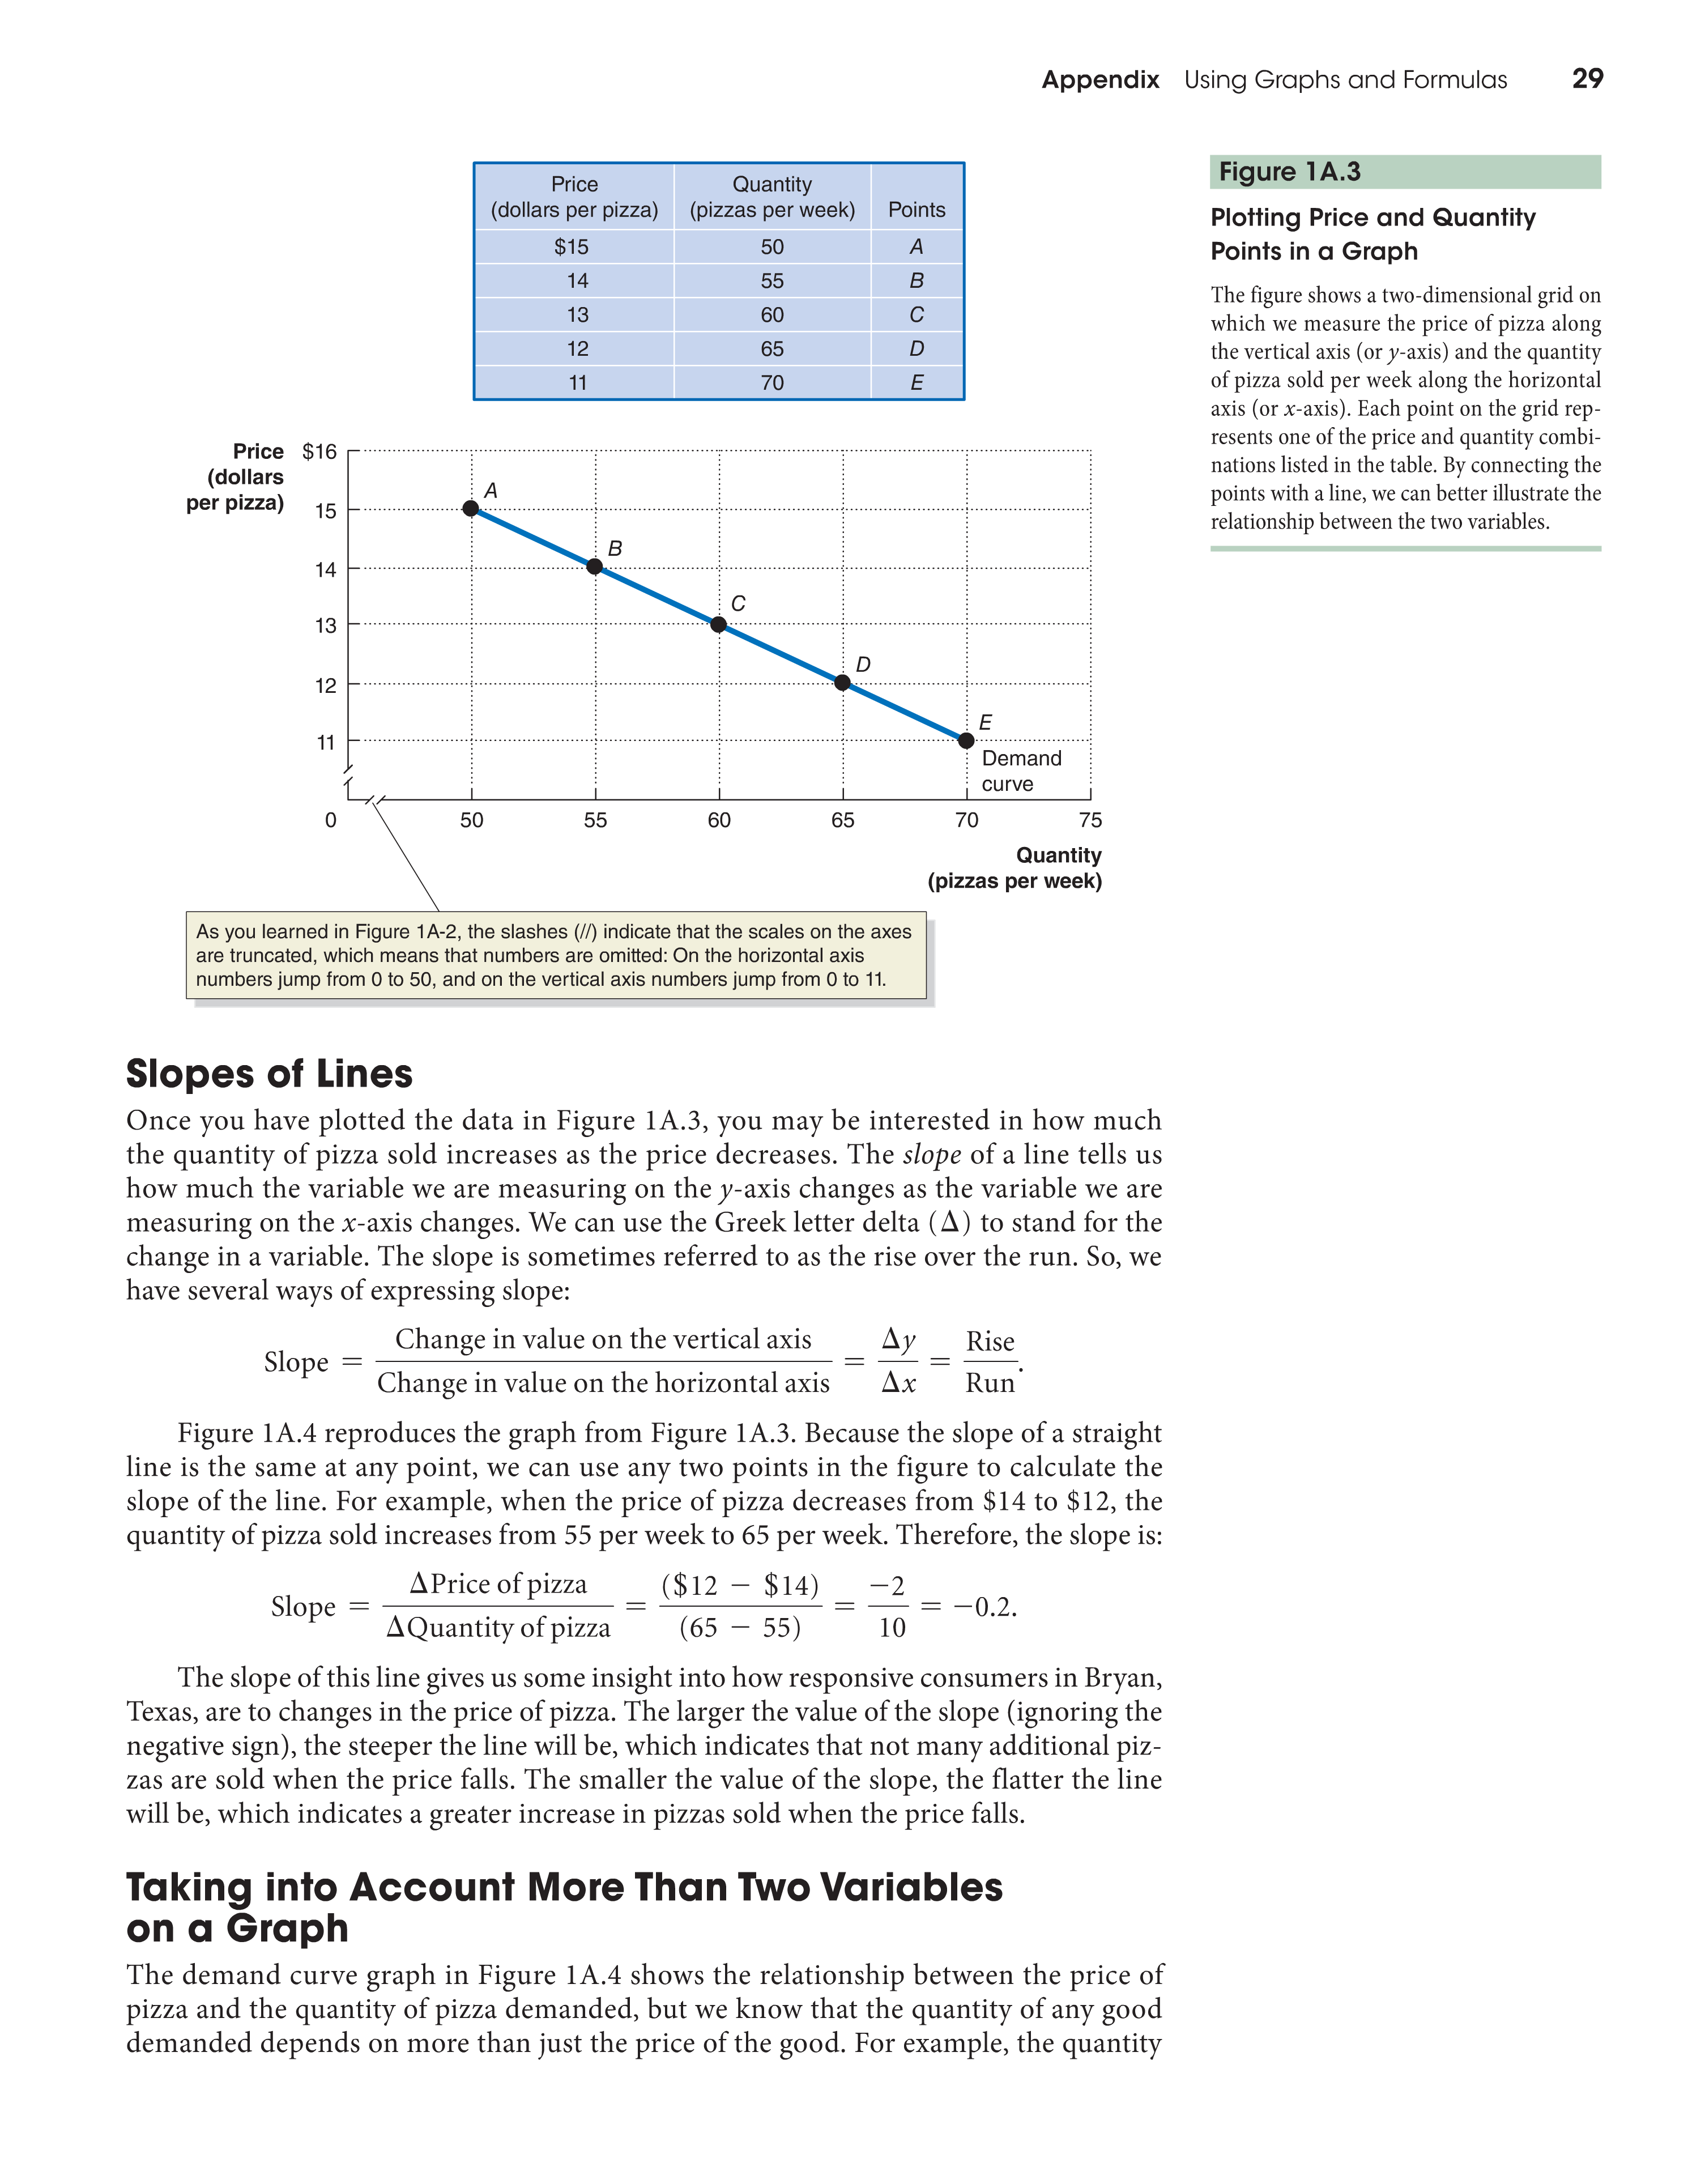 Appendix Using Graphs and Formulas 29
Price
(dollars per pizza)
Quantity
(pizzas per week)
Points
$15 50 A
14 55 B
13 60 C
12 65 D
11 70 E
Figure 1A.3
Plotting Price and Quantity
Points in a Graph
The figure shows a two-dimensional grid on
which we measure the price of pizza along
the vertical axis (or y-axis) and the quantity
of pizza sold per week along the horizontal
axis (or x-axis). Each point on the grid rep-
resents one of the price and quantity combi-
nations listed in the table. By connecting the
points with a line, we can better illustrate the
relationship between the two variables.
Price
(dollars
per pizza)
$16
15
14
13
12
11
A
B
C
D
E
Demand
curve
0 50 55 60 65 70 75
Quantity
(pizzas per week)
As you learned in Figure 1A-2, the slashes (//) indicate that the scales on the axes
are truncated, which means that numbers are omitted: On the horizontal axis
numbers jump from 0 to 50, and on the vertical axis numbers jump from 0 to 11.
Slopes of Lines
Once you have plotted the data in Figure 1A.3, you may be interested in how much
the quantity of pizza sold increases as the price decreases. The slope of a line tells us
how much the variable we are measuring on the y-axis changes as the variable we are
measuring on the x-axis changes. We can use the Greek letter delta (Δ) to stand for the
change in a variable. The slope is sometimes referred to as the rise over the run. So, we
have several ways of expressing slope:
Slope = Change in value on the vertical axis / Change in value on the horizontal axis = Δy / Δx = Rise / Run.
Figure 1A.4 reproduces the graph from Figure 1A.3. Because the slope of a straight
line is the same at any point, we can use any two points in the figure to calculate the
slope of the line. For example, when the price of pizza decreases from $14 to $12, the
quantity of pizza sold increases from 55 per week to 65 per week. Therefore, the slope is:
Slope = ΔPrice of pizza / ΔQuantity of pizza = ($12 − $14) / (65 − 55) = −2 / 10 = −0.2.
The slope of this line gives us some insight into how responsive consumers in Bryan,
Texas, are to changes in the price of pizza. The larger the value of the slope (ignoring the
negative sign), the steeper the line will be, which indicates that not many additional piz-
zas are sold when the price falls. The smaller the value of the slope, the flatter the line
will be, which indicates a greater increase in pizzas sold when the price falls.
Taking into Account More Than Two Variables
on a Graph
The demand curve graph in Figure 1A.4 shows the relationship between the price of
pizza and the quantity of pizza demanded, but we know that the quantity of any good
demanded depends on more than just the price of the good. For example, the quantity